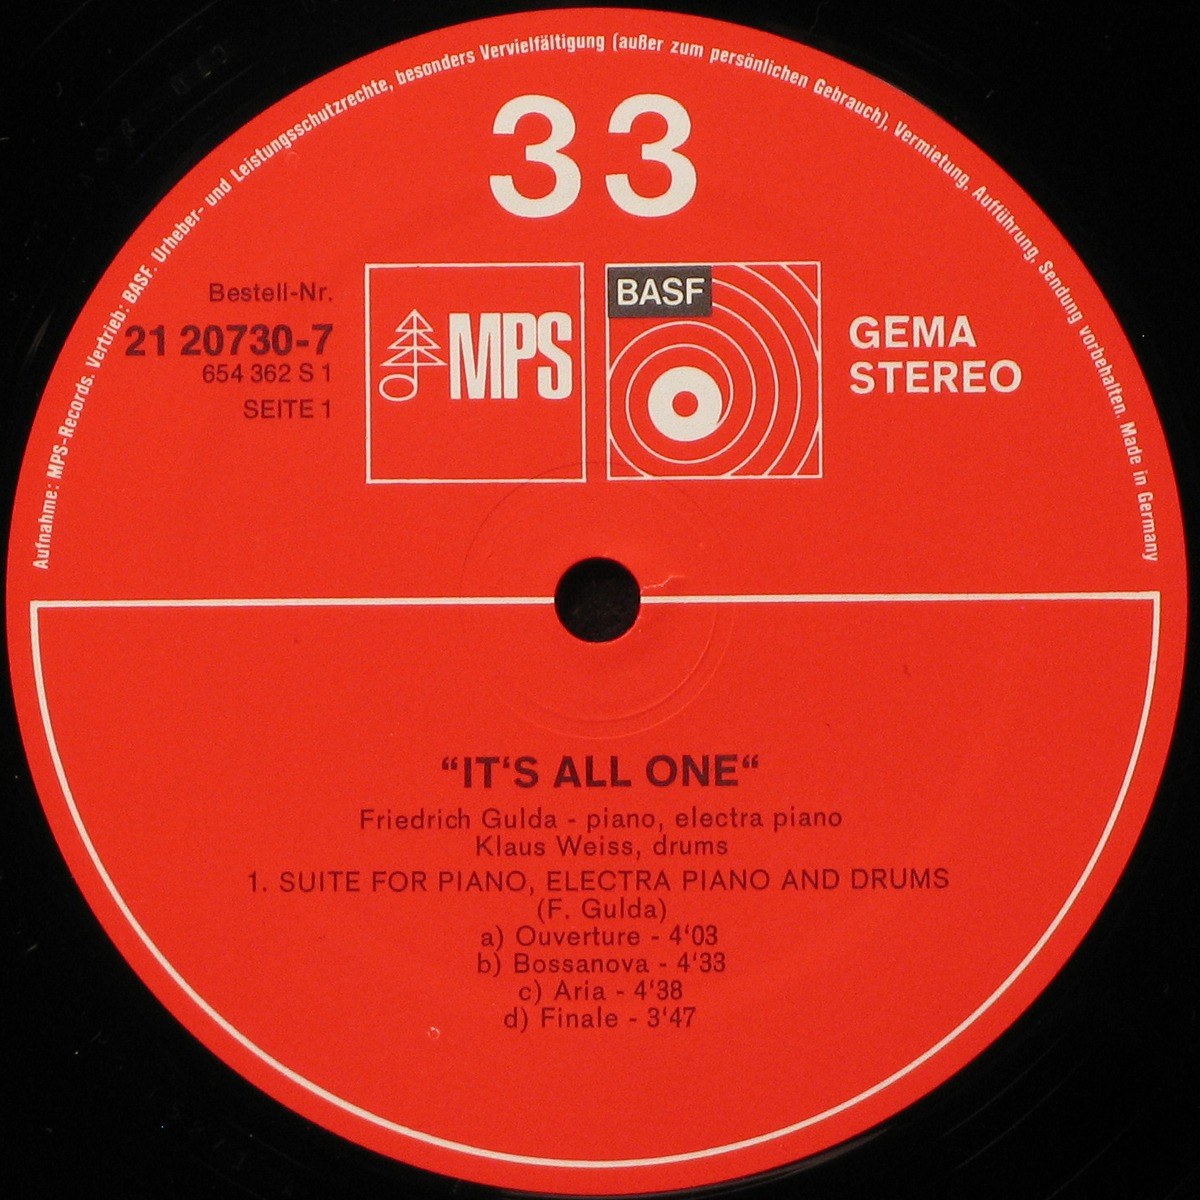 Aufnahme: MPS-Records. Vertrieb: BASF. Urheber- und Leistungsschutzrechte, besonders Vervielfältigung (außer zum persönlichen Gebrauch), Vermietung, Aufführung, Sendung vorbehalten. Made in Germany
33
Bestell-Nr.
21 20730-7
654 362 S 1
SEITE 1
MPS
BASF
GEMA
STEREO
“IT‘S ALL ONE“
Friedrich Gulda - piano, electra piano
Klaus Weiss, drums
1. SUITE FOR PIANO, ELECTRA PIANO AND DRUMS
(F. Gulda)
a) Ouverture - 4‘03
b) Bossanova - 4‘33
c) Aria - 4‘38
d) Finale - 3‘47